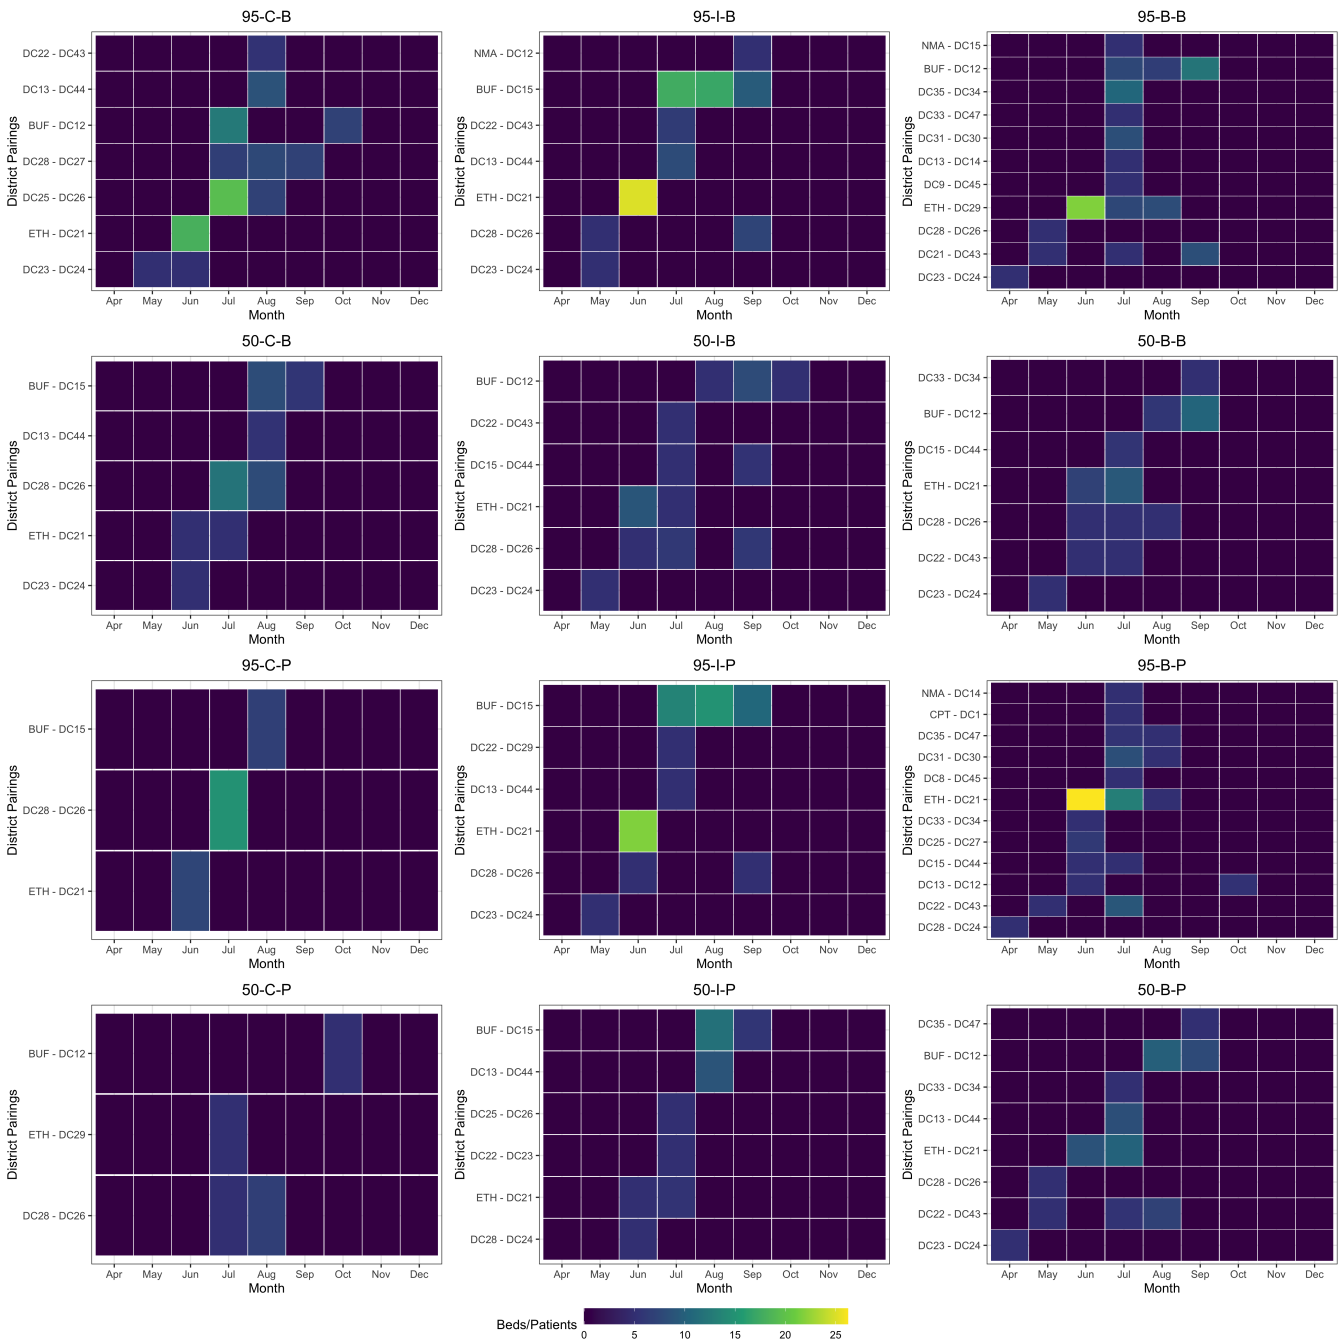 95-C-B
District Pairings
DC22 - DC43
DC13 - DC44
BUF - DC12
DC28 - DC27
DC25 - DC26
ETH - DC21
DC23 - DC24
Apr May Jun Jul Aug Sep Oct Nov Dec
Month
95-I-B
District Pairings
NMA - DC12
BUF - DC15
DC22 - DC43
DC13 - DC44
ETH - DC21
DC28 - DC26
DC23 - DC24
Apr May Jun Jul Aug Sep Oct Nov Dec
Month
95-B-B
District Pairings
NMA - DC15
BUF - DC12
DC35 - DC34
DC33 - DC47
DC31 - DC30
DC13 - DC14
DC9 - DC45
ETH - DC29
DC28 - DC26
DC21 - DC43
DC23 - DC24
Apr May Jun Jul Aug Sep Oct Nov Dec
Month
50-C-B
District Pairings
BUF - DC15
DC13 - DC44
DC28 - DC26
ETH - DC21
DC23 - DC24
Apr May Jun Jul Aug Sep Oct Nov Dec
Month
50-I-B
District Pairings
BUF - DC12
DC22 - DC43
DC15 - DC44
ETH - DC21
DC28 - DC26
DC23 - DC24
Apr May Jun Jul Aug Sep Oct Nov Dec
Month
50-B-B
District Pairings
DC33 - DC34
BUF - DC12
DC15 - DC44
ETH - DC21
DC28 - DC26
DC22 - DC43
DC23 - DC24
Apr May Jun Jul Aug Sep Oct Nov Dec
Month
95-C-P
District Pairings
BUF - DC15
DC28 - DC26
ETH - DC21
Apr May Jun Jul Aug Sep Oct Nov Dec
Month
95-I-P
District Pairings
BUF - DC15
DC22 - DC29
DC13 - DC44
ETH - DC21
DC28 - DC26
DC23 - DC24
Apr May Jun Jul Aug Sep Oct Nov Dec
Month
95-B-P
District Pairings
NMA - DC14
CPT - DC1
DC35 - DC47
DC31 - DC30
DC8 - DC45
ETH - DC21
DC33 - DC34
DC25 - DC27
DC15 - DC44
DC13 - DC12
DC22 - DC43
DC28 - DC24
Apr May Jun Jul Aug Sep Oct Nov Dec
Month
50-C-P
District Pairings
BUF - DC12
ETH - DC29
DC28 - DC26
Apr May Jun Jul Aug Sep Oct Nov Dec
Month
50-I-P
District Pairings
BUF - DC15
DC13 - DC44
DC25 - DC26
DC22 - DC23
ETH - DC21
DC28 - DC24
Apr May Jun Jul Aug Sep Oct Nov Dec
Month
50-B-P
District Pairings
DC35 - DC47
BUF - DC12
DC33 - DC34
DC13 - DC44
ETH - DC21
DC28 - DC26
DC22 - DC43
DC23 - DC24
Apr May Jun Jul Aug Sep Oct Nov Dec
Month
Beds/Patients
0 5 10 15 20 25